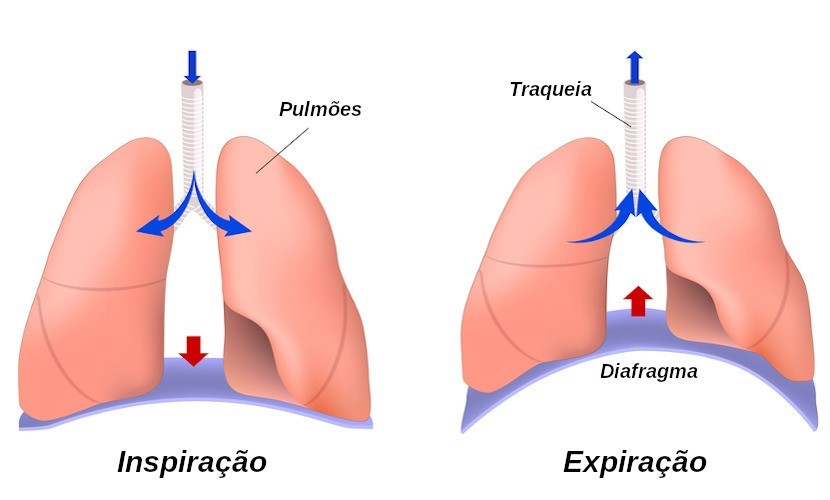 Pulmões
Traqueia
Diafragma
Inspiração
Expiração